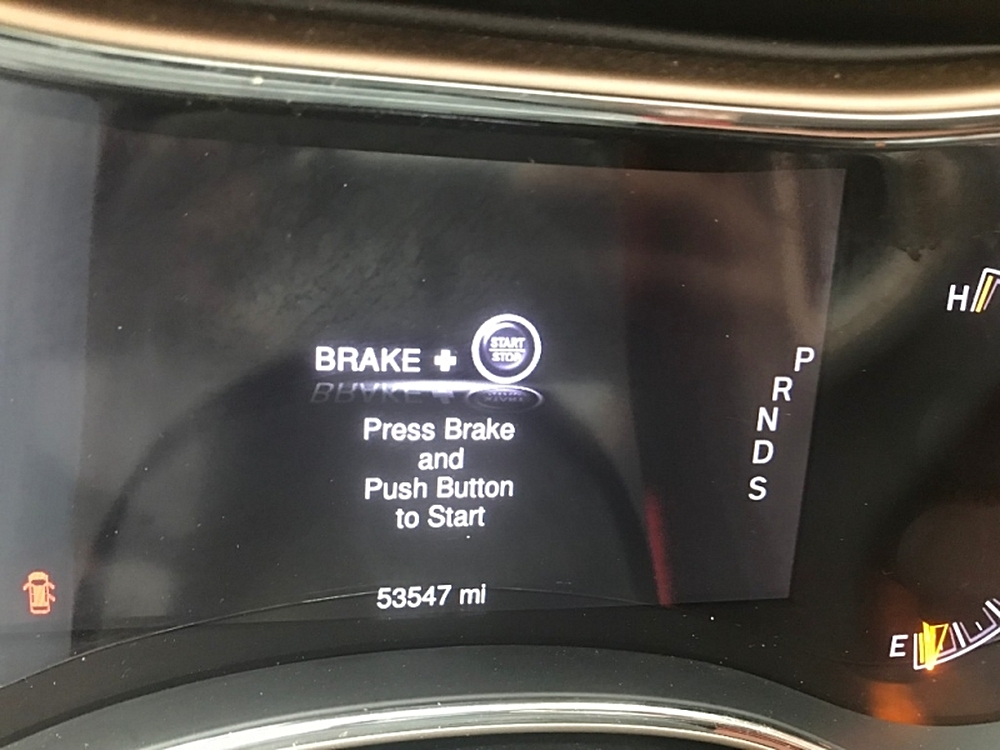 BRAKE + START
STOP
Press Brake
and
Push Button
to Start
53547 mi
P
R
N
D
S
H
E